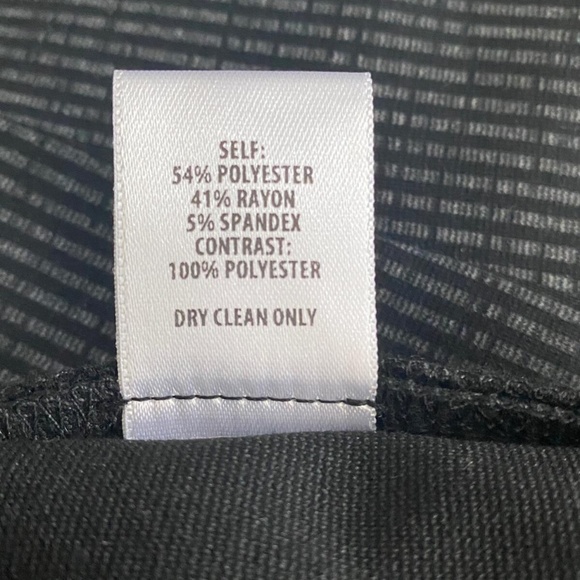 SELF:
54% POLYESTER
41% RAYON
5% SPANDEX
CONTRAST:
100% POLYESTER
DRY CLEAN ONLY